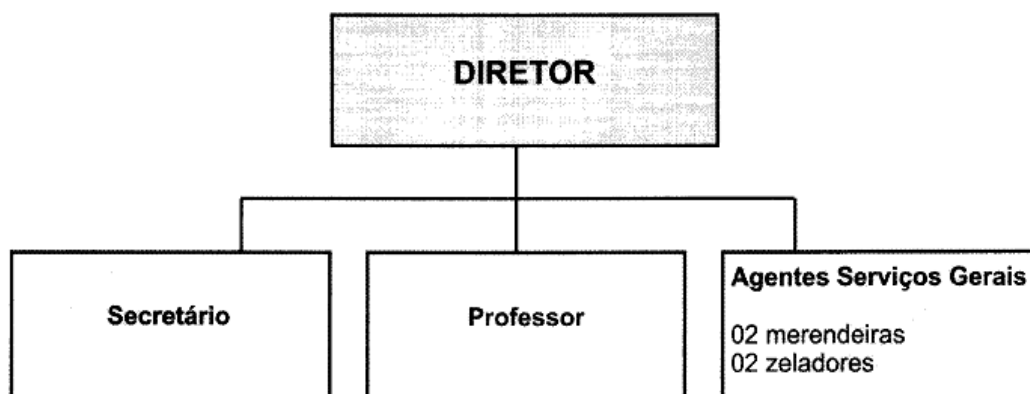 DIRETOR
Secretário
Professor
Agentes Serviços Gerais
02 merendeiras
02 zeladores